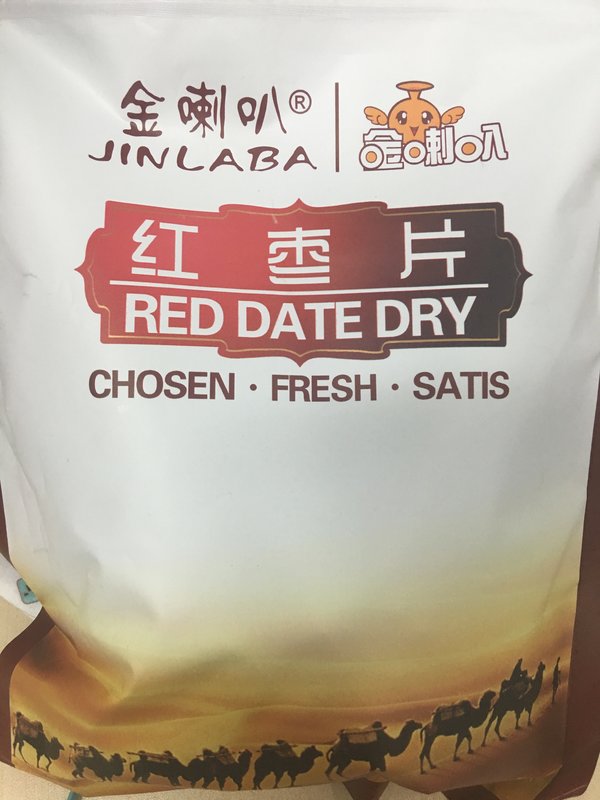 金喇叭®
JINLABA
金喇叭
红枣片
RED DATE DRY
CHOSEN · FRESH · SATIS